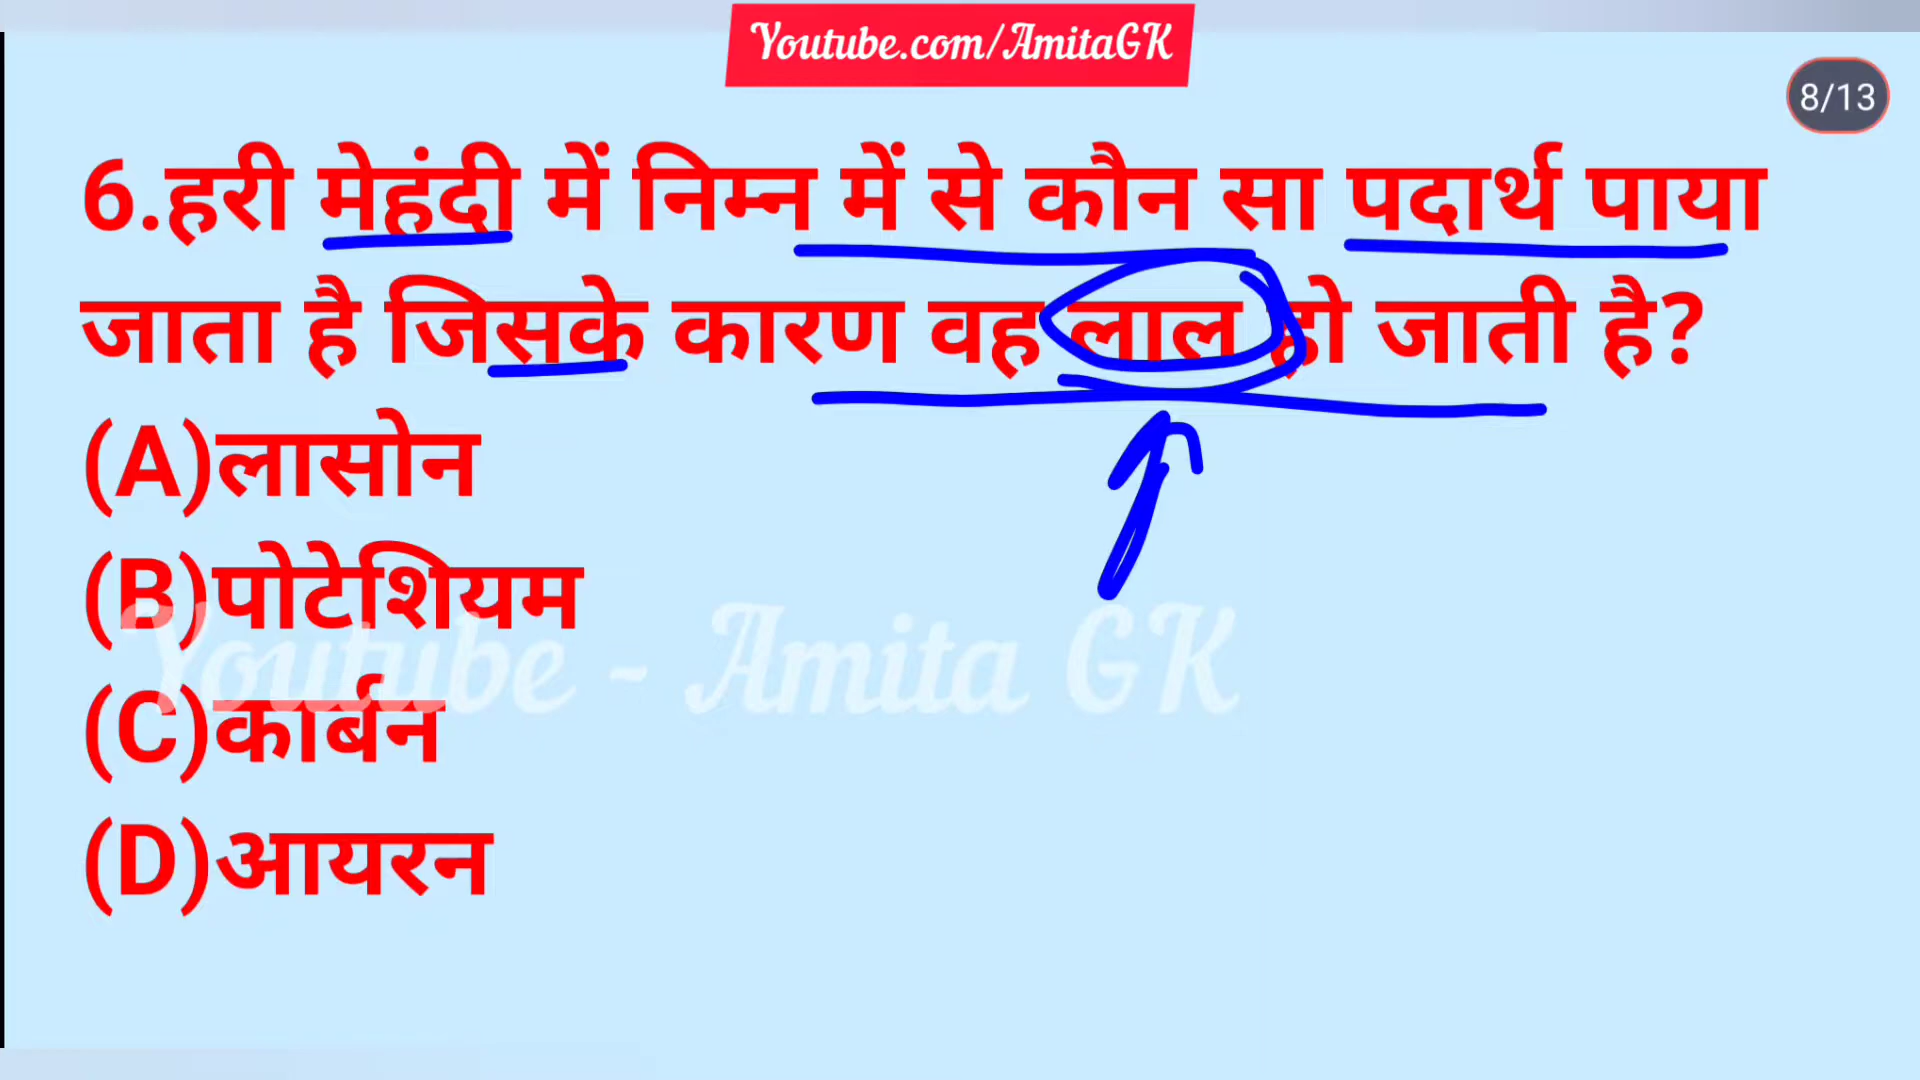 Youtube.com/AmitaGK
8/13
6.हरी मेहंदी में निम्न में से कौन सा पदार्थ पाया
जाता है जिसके कारण वह लाल हो जाती है?
(A)लासोन
(B)पोटेशियम
Youtube - Amita GK
(C)कार्बन
(D)आयरन